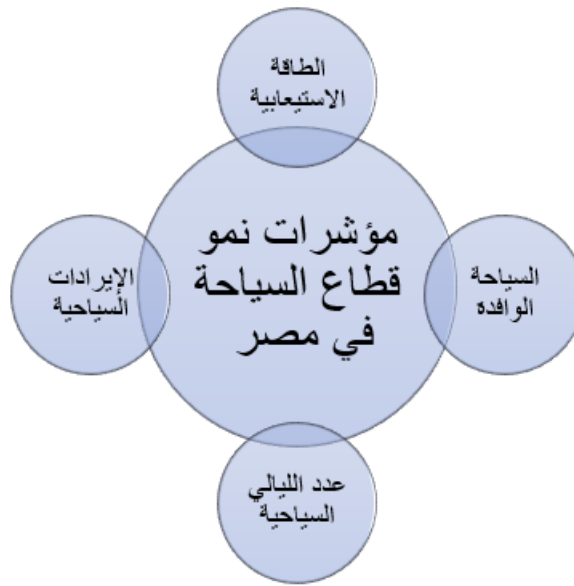 الطاقة
الاستيعابية
مؤشرات نمو
قطاع السياحة
في مصر
السياحة
الوافده
عدد الليالي
السياحية
الإيرادات
السياحية